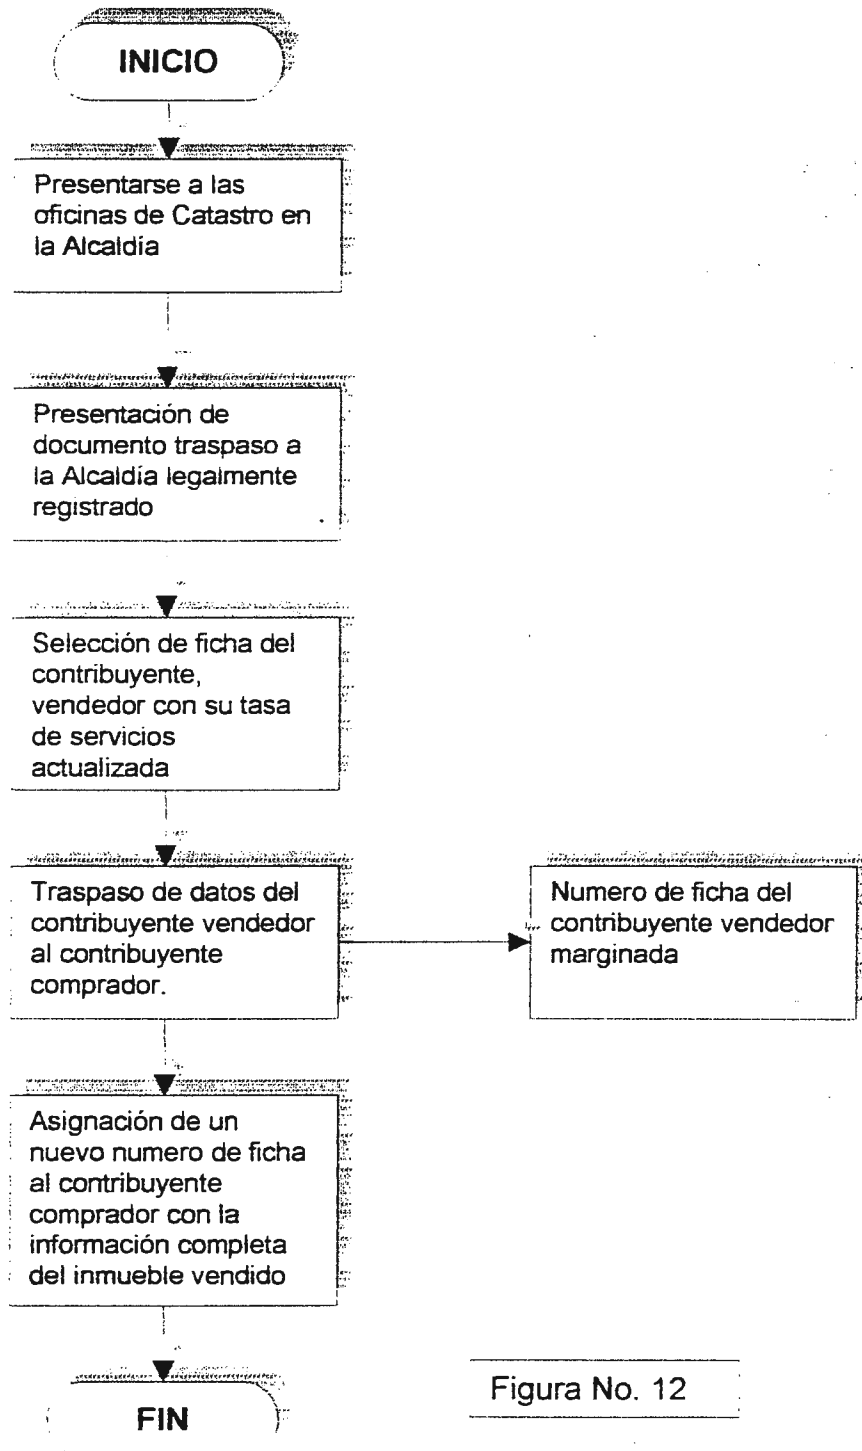 INICIO
Presentarse a las
oficinas de Catastro en
la Alcaldía
Presentación de
documento traspaso a
la Alcaldía legalmente
registrado
Selección de ficha del
contribuyente,
vendedor con su tasa
de servicios
actualizada
Traspaso de datos del
contribuyente vendedor
al contribuyente
comprador.
Numero de ficha del
contribuyente vendedor
marginada
Asignación de un
nuevo numero de ficha
al contribuyente
comprador con la
información completa
del inmueble vendido
FIN
Figura No. 12